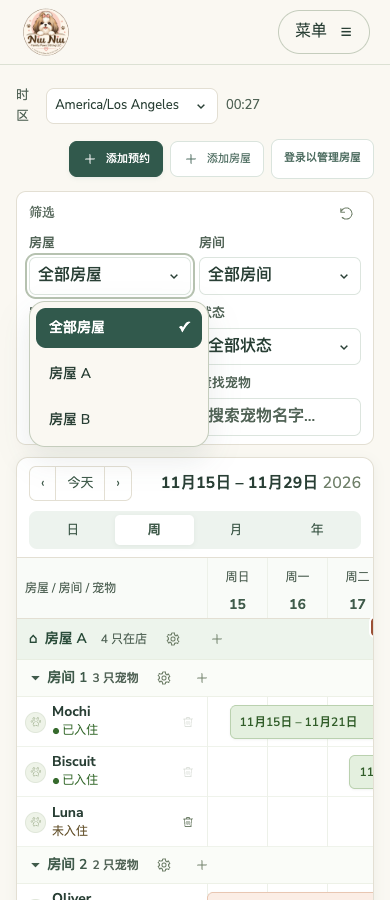 Niu Niu
菜单
时区
America/Los Angeles
00:27
添加预约
添加房屋
登录以管理房屋
筛选
房屋
房间
全部房屋
全部房间
状态
全部房屋
全部状态
房屋 A
查找宠物
房屋 B
搜索宠物名字...
今天
11月15日 – 11月29日 2026
日
周
月
年
房屋 / 房间 / 宠物
周日
周一
周二
15
16
17
房屋 A
4 只在店
房间 1
3 只宠物
Mochi
已入住
11月15日 – 11月21日
Biscuit
已入住
11
Luna
未入住
房间 2
2 只宠物
Oliver